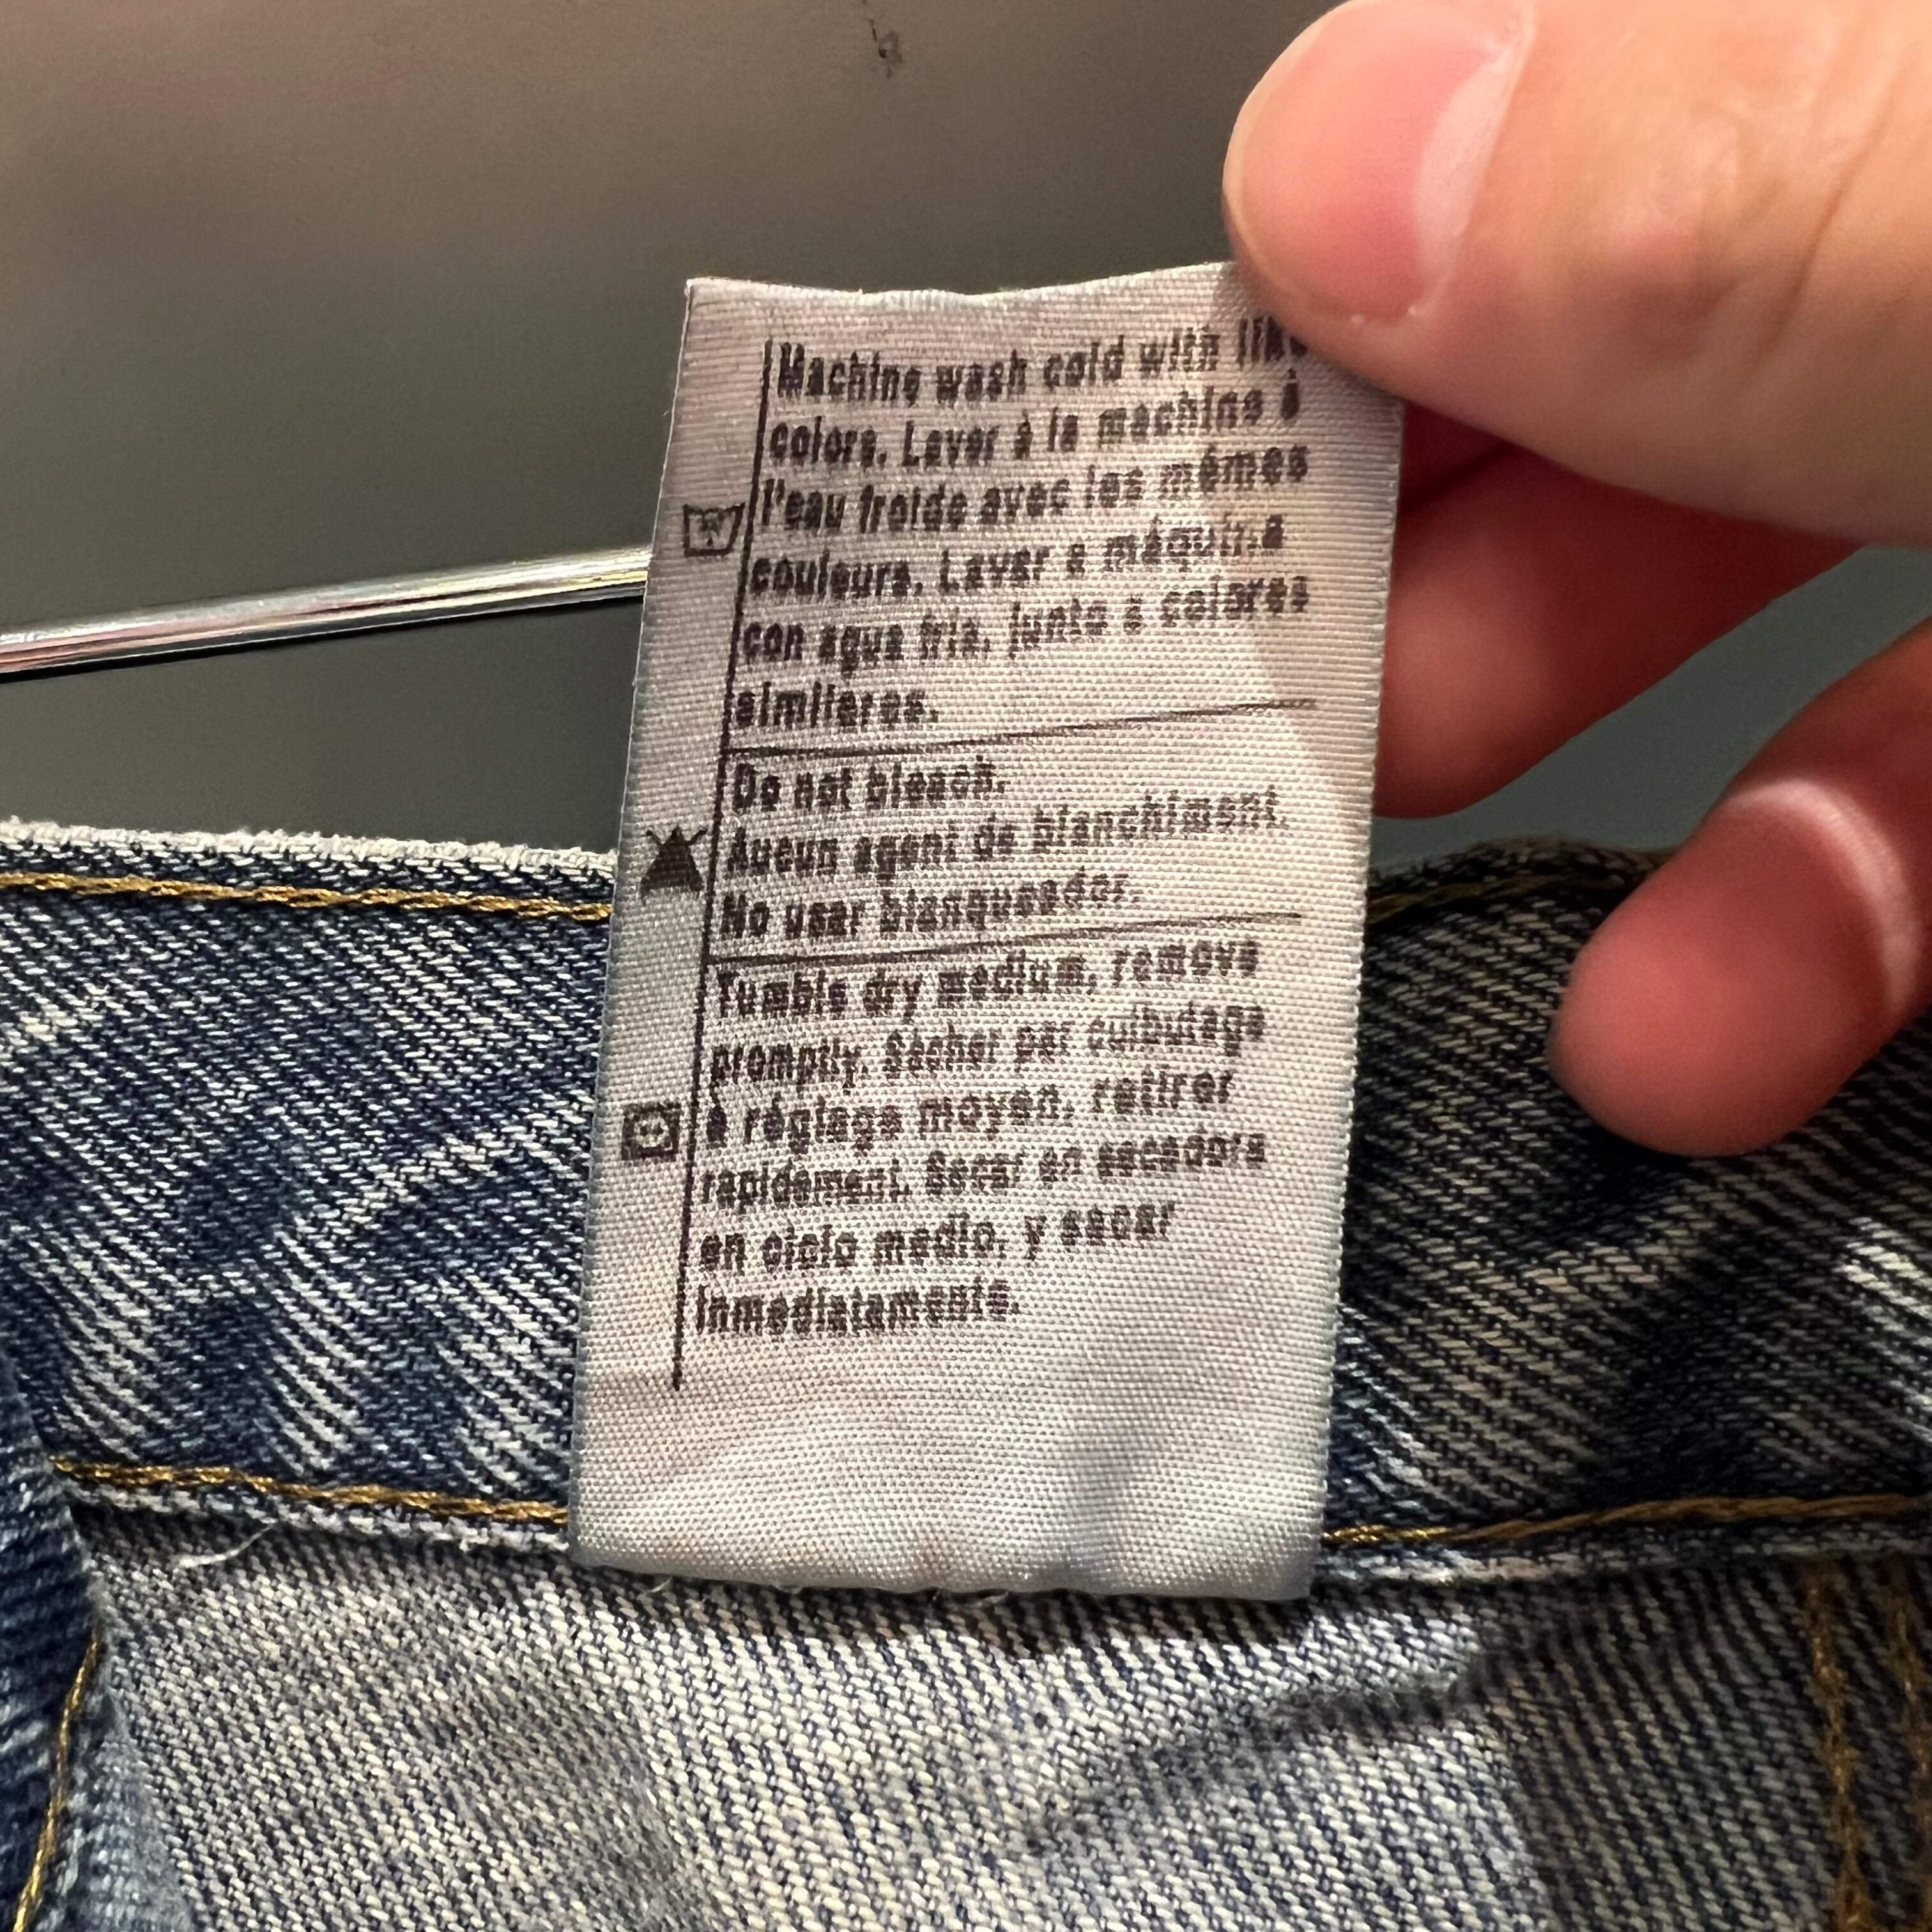 Machine wash cold with like
colors. Laver à la machine à
l'eau froide avec les mêmes
couleurs. Lavar a máquina
con agua fría, junto a colores
similares.
Do not bleach.
Aucun agent de blanchiment.
No usar blanqueador.
Tumble dry medium, remove
promptly. Sécher par culbutage
à réglage moyen, retirer
rapidement. Secar en secadora
en ciclo medio, y sacar
inmediatamente.